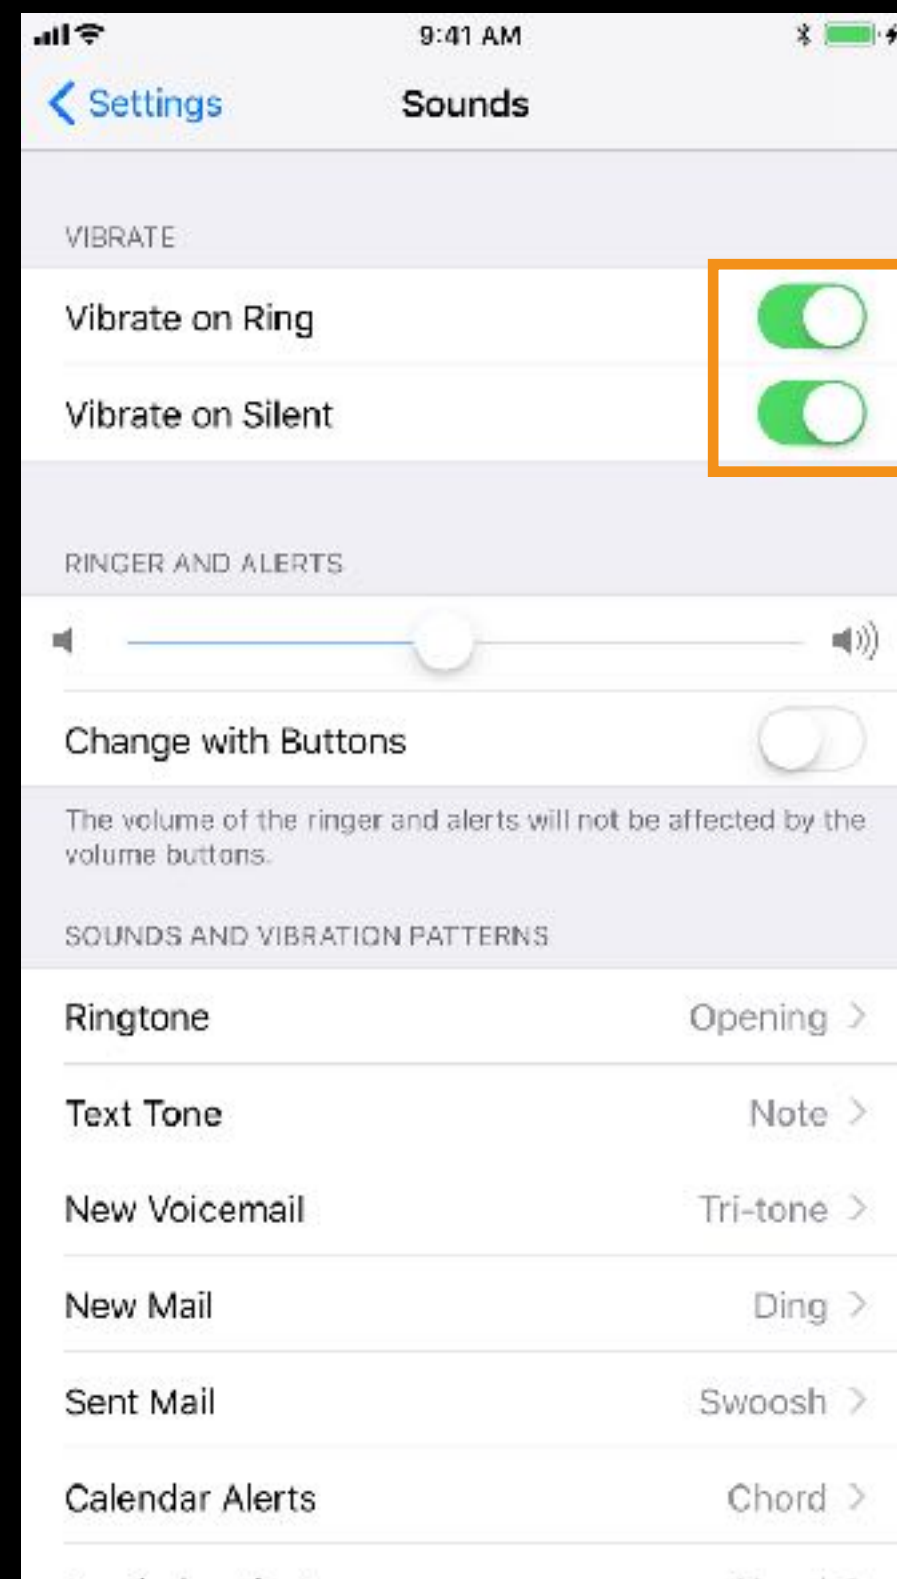 9:41 AM
Settings Sounds
VIBRATE
Vibrate on Ring
Vibrate on Silent
RINGER AND ALERTS
Change with Buttons
The volume of the ringer and alerts will not be affected by the
volume buttons.
SOUNDS AND VIBRATION PATTERNS
Ringtone Opening
Text Tone Note
New Voicemail Tri-tone
New Mail Ding
Sent Mail Swoosh
Calendar Alerts Chord